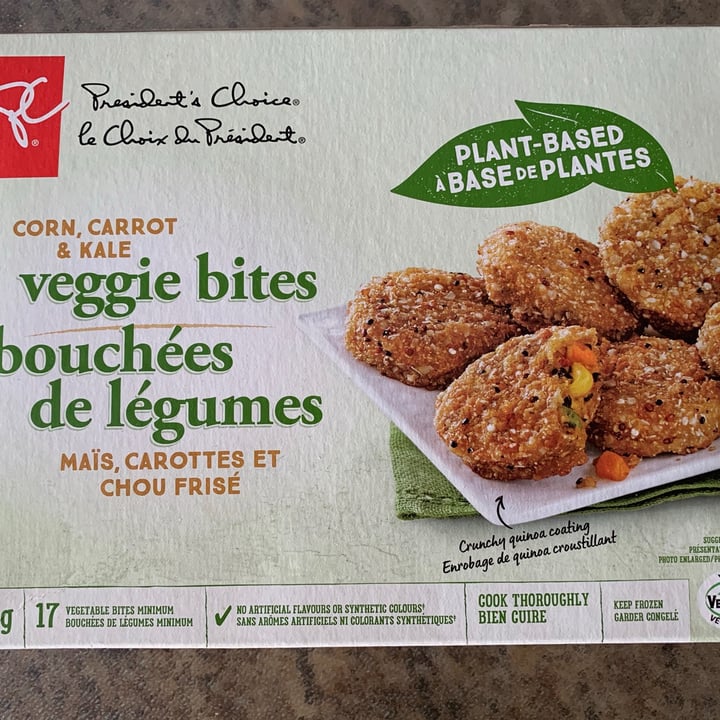 PC®
President's Choice®
le Choix du Président®
PLANT-BASED
À BASE DE PLANTES
CORN, CARROT
& KALE
veggie bites
bouchées
de légumes
MAÏS, CAROTTES ET
CHOU FRISÉ
Crunchy quinoa coating
Enrobage de quinoa croustillant
PHOTO ENLARGED/
g
17 VEGETABLE BITES MINIMUM
BOUCHÉES DE LÉGUMES MINIMUM
NO ARTIFICIAL FLAVOURS OR SYNTHETIC COLOURS†
SANS ARÔMES ARTIFICIELS NI COLORANTS SYNTHÉTIQUES†
COOK THOROUGHLY
BIEN CUIRE
KEEP FROZEN
GARDER CONGELÉ